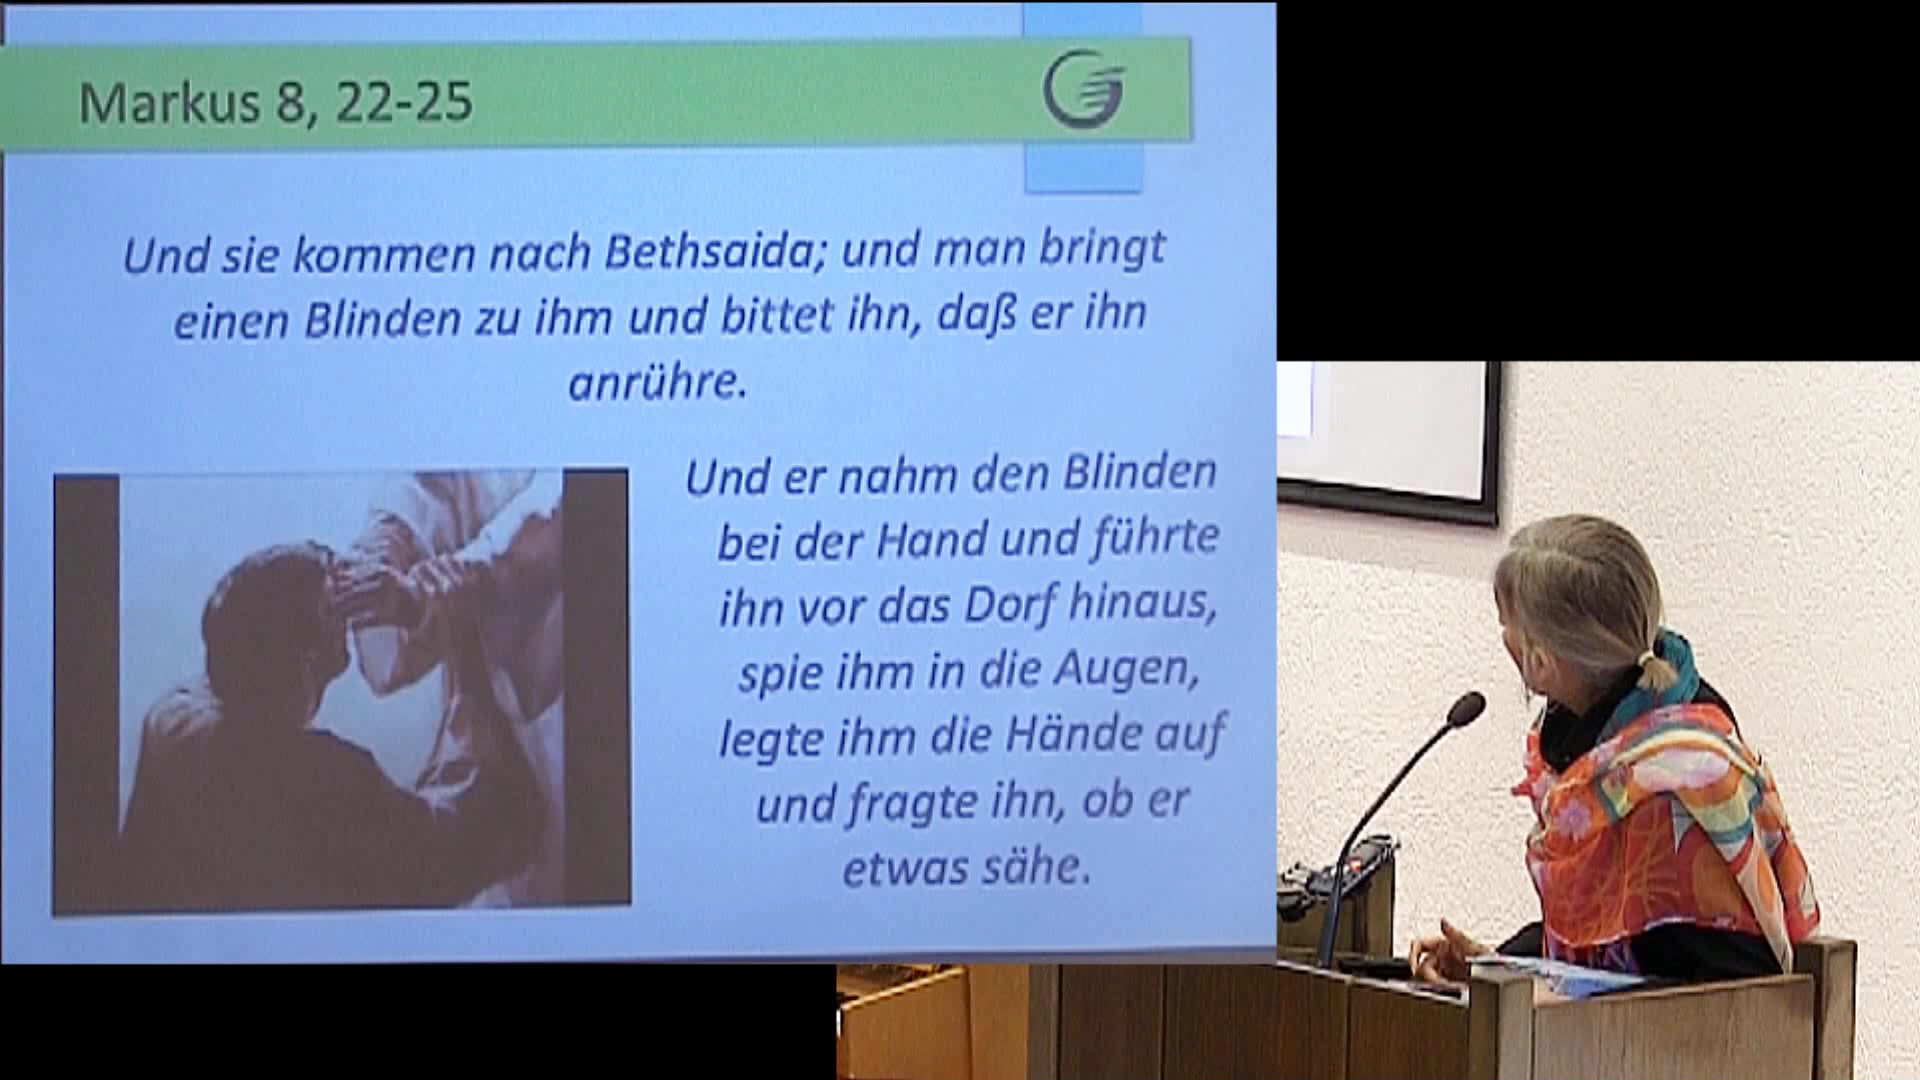 Markus 8, 22-25
Und sie kommen nach Bethsaida; und man bringt
einen Blinden zu ihm und bittet ihn, daß er ihn
anrühre.
Und er nahm den Blinden
bei der Hand und führte
ihn vor das Dorf hinaus,
spie ihm in die Augen,
legte ihm die Hände auf
und fragte ihn, ob er
etwas sähe.